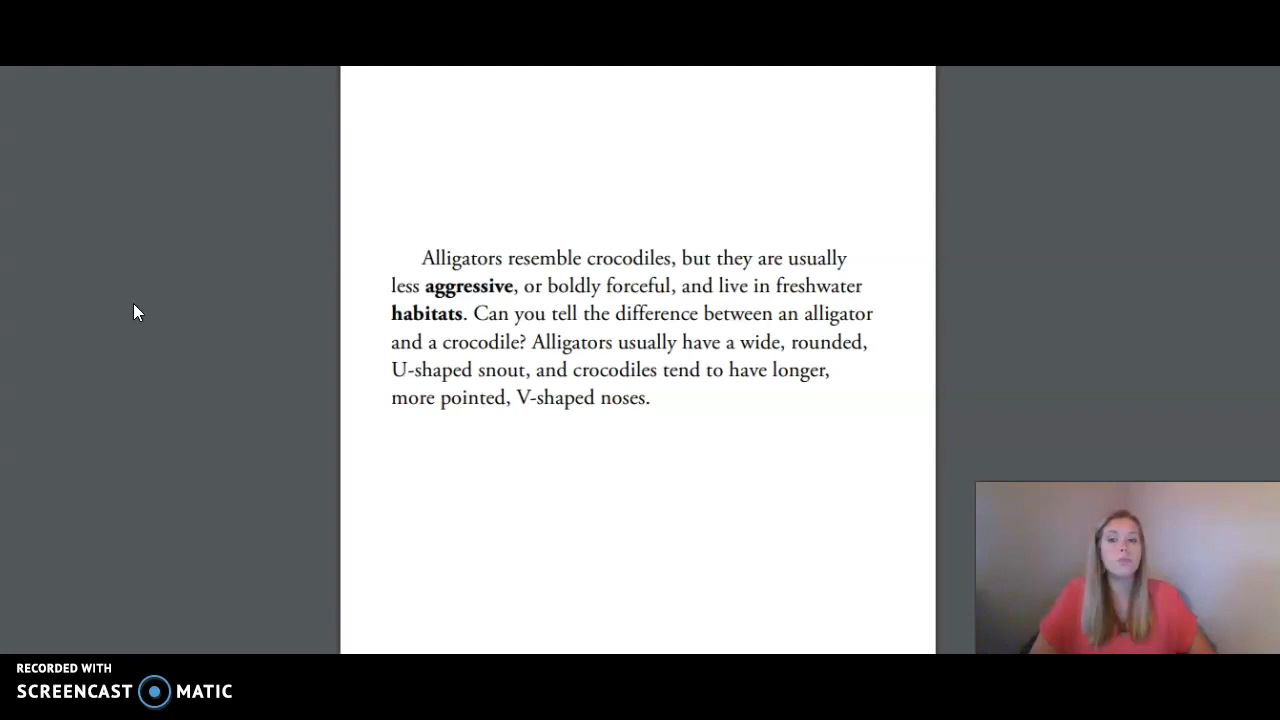 Alligators resemble crocodiles, but they are usually
less aggressive, or boldly forceful, and live in freshwater
habitats. Can you tell the difference between an alligator
and a crocodile? Alligators usually have a wide, rounded,
U-shaped snout, and crocodiles tend to have longer,
more pointed, V-shaped noses.
RECORDED WITH
SCREENCAST MATIC